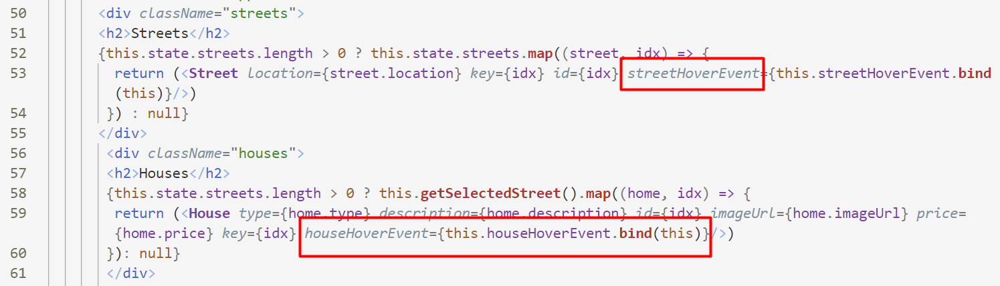 50 <div className="streets">
51 <h2>Streets</h2>
52 {this.state.streets.length > 0 ? this.state.streets.map((street, idx) => {
53 return (<Street location={street.location} key={idx} id={idx} streetHoverEvent={this.streetHoverEvent.bind
(this)}/>)
54 }) : null}
55 </div>
56 <div className="houses">
57 <h2>Houses</h2>
58 {this.state.streets.length > 0 ? this.getSelectedStreet().map((home, idx) => {
59 return (<House type={home.type} description={home.description} id={idx} imageUrl={home.imageUrl} price=
{home.price} key={idx} houseHoverEvent={this.houseHoverEvent.bind(this)}/>)
60 }): null}
61 </div>